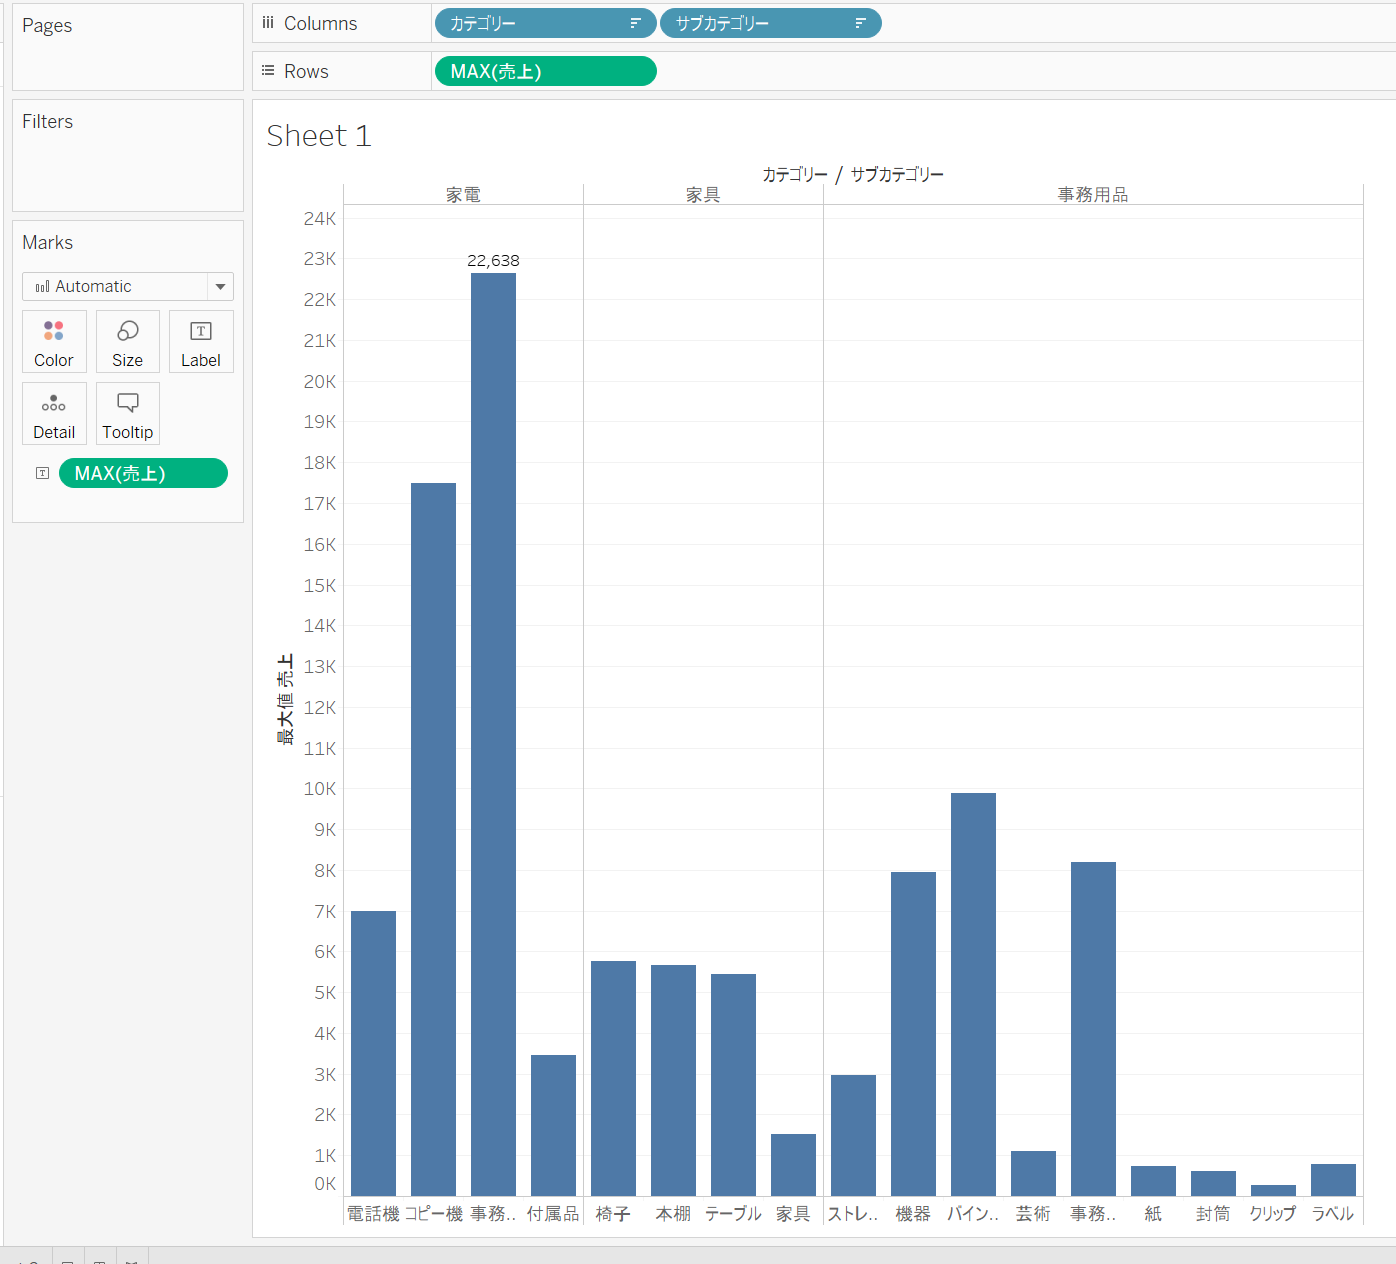 Pages
Columns
カテゴリー
サブカテゴリー
Rows
MAX(売上)
Filters
Marks
Automatic
Color
Size
Label
Detail
Tooltip
MAX(売上)
Sheet 1
カテゴリー / サブカテゴリー
家電
家具
事務用品
24K
23K
22K
21K
20K
19K
18K
17K
16K
15K
14K
13K
12K
11K
10K
9K
8K
7K
6K
5K
4K
3K
2K
1K
0K
最大値 売上
22,638
電話機
コピー機
事務..
付属品
椅子
本棚
テーブル
家具
ストレ..
機器
バイン..
芸術
事務..
紙
封筒
クリップ
ラベル